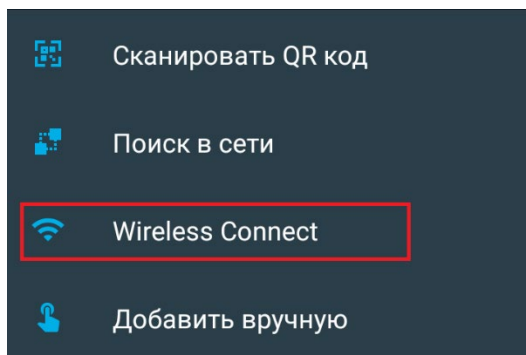 Сканировать QR код
Поиск в сети
Wireless Connect
Добавить вручную